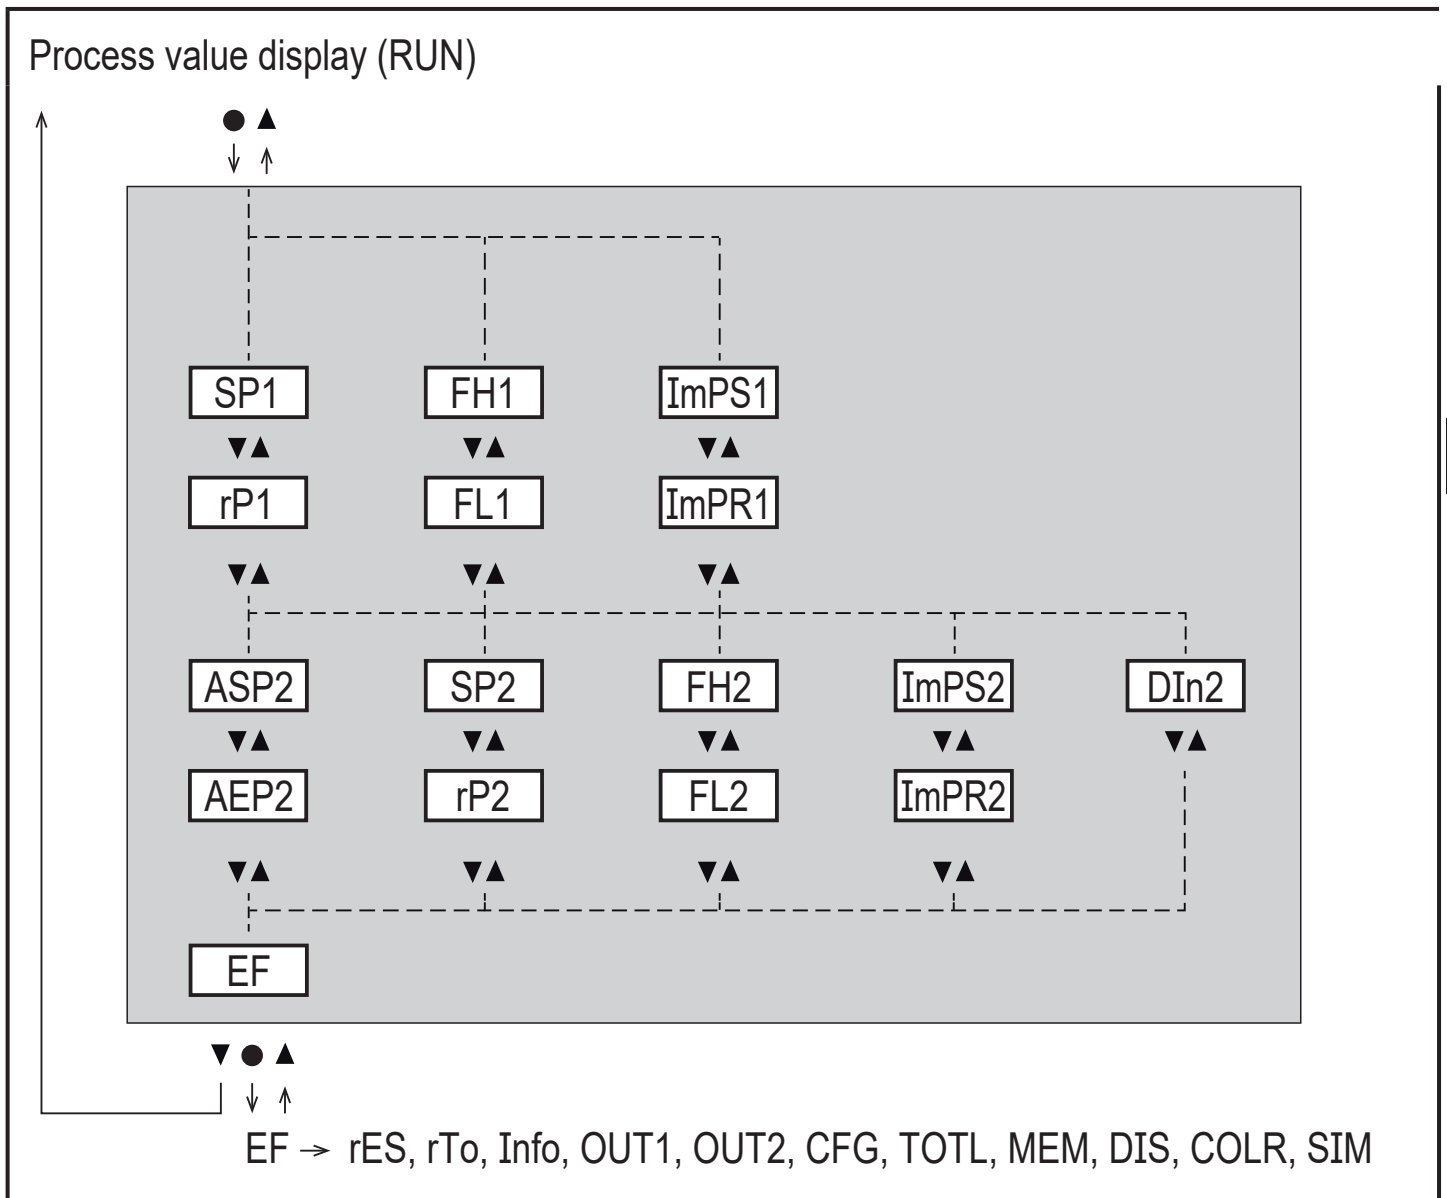 Process value display (RUN)
SP1 FH1 ImPS1
rP1 FL1 ImPR1
ASP2 SP2 FH2 ImPS2 DIn2
AEP2 rP2 FL2 ImPR2
EF
EF → rES, rTo, Info, OUT1, OUT2, CFG, TOTL, MEM, DIS, COLR, SIM